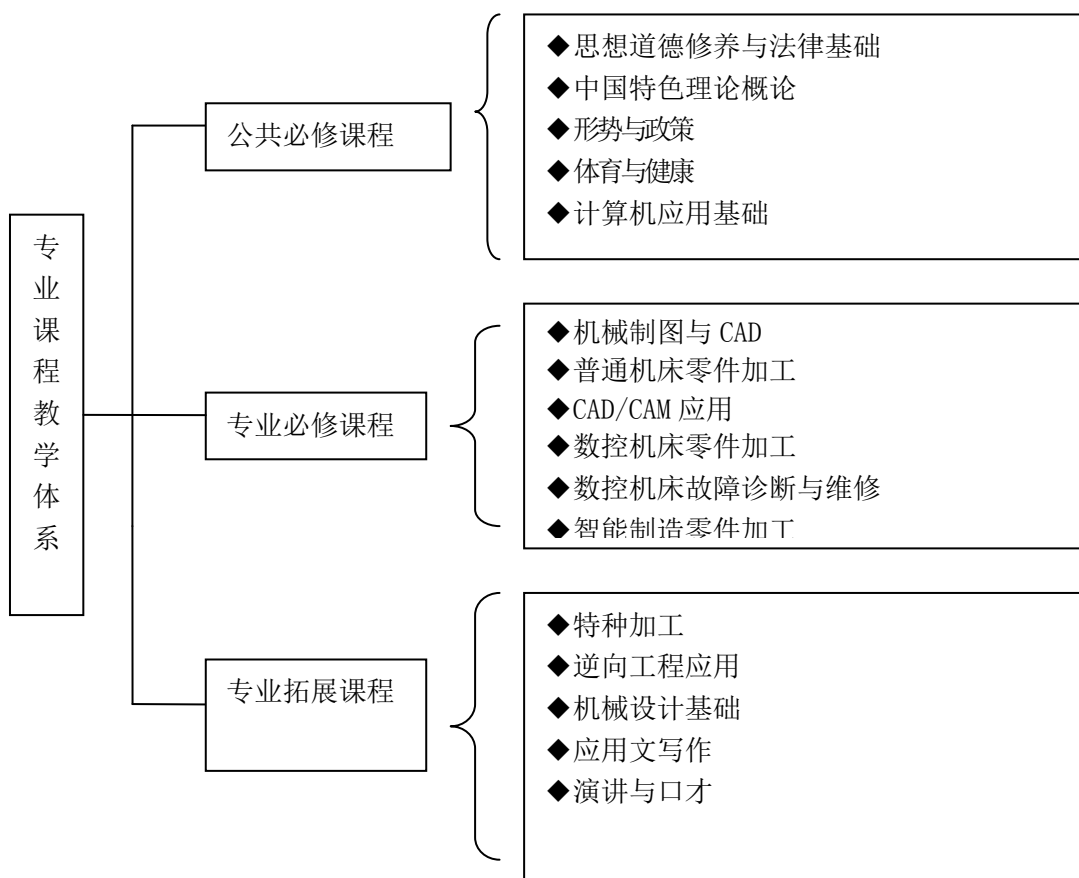 专业课程教学体系
公共必修课程
◆思想道德修养与法律基础
◆中国特色理论概论
◆形势与政策
◆体育与健康
◆计算机应用基础
专业必修课程
◆机械制图与 CAD
◆普通机床零件加工
◆CAD/CAM 应用
◆数控机床零件加工
◆数控机床故障诊断与维修
◆智能制造零件加工
专业拓展课程
◆特种加工
◆逆向工程应用
◆机械设计基础
◆应用文写作
◆演讲与口才